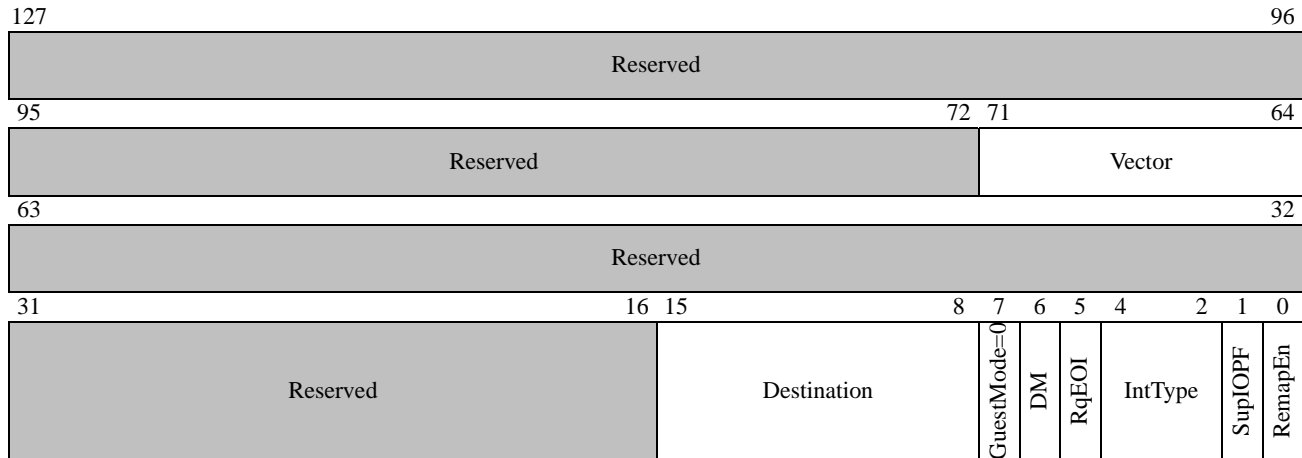 127 96
Reserved
95 72 71 64
Reserved Vector
63 32
Reserved
31 16 15 8 7 6 5 4 2 1 0
Reserved Destination GuestMode=0 DM RqEOI IntType SupIOPF RemapEn